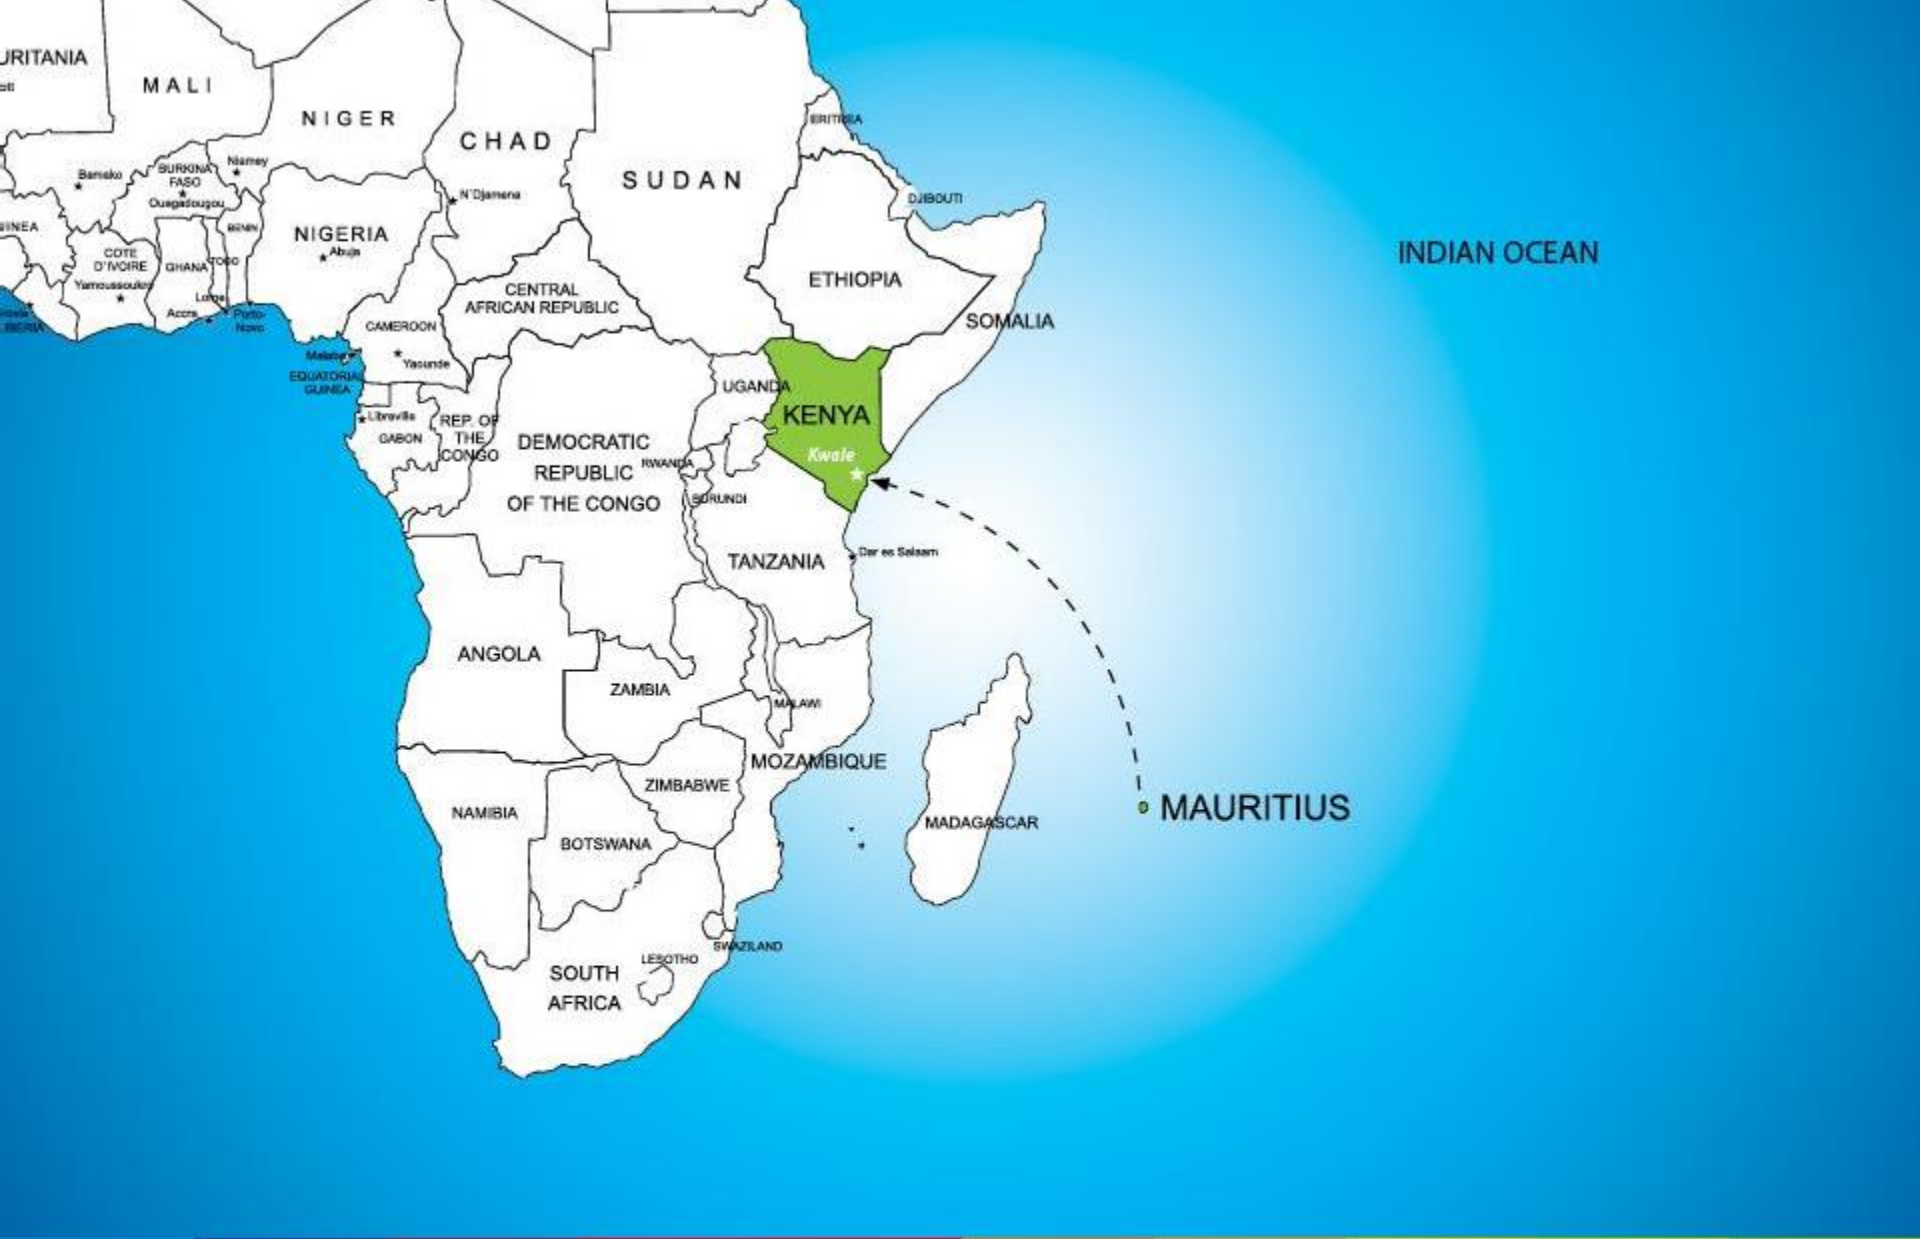 URITANIA
MALI
NIGER
CHAD
SUDAN
ERITREA
Bamako
BURKINA
FASO
Ouagadougou
Niamey
N'Djamena
DJIBOUTI
INEA
COTE
D'IVOIRE
Yamoussoukro
GHANA
TOGO
BENIN
NIGERIA
Abuja
Accra
Lome
Porto-
Novo
CENTRAL
AFRICAN REPUBLIC
ETHIOPIA
SOMALIA
INDIAN OCEAN
CAMEROON
Yaounde
Malabo
EQUATORIAL
GUINEA
Libreville
GABON
REP. OF
THE
CONGO
DEMOCRATIC
REPUBLIC
OF THE CONGO
UGANDA
KENYA
Kwale
RWANDA
BURUNDI
TANZANIA
Dar es Salaam
ANGOLA
ZAMBIA
MALAWI
MOZAMBIQUE
ZIMBABWE
NAMIBIA
BOTSWANA
MADAGASCAR
MAURITIUS
SWAZILAND
LESOTHO
SOUTH
AFRICA